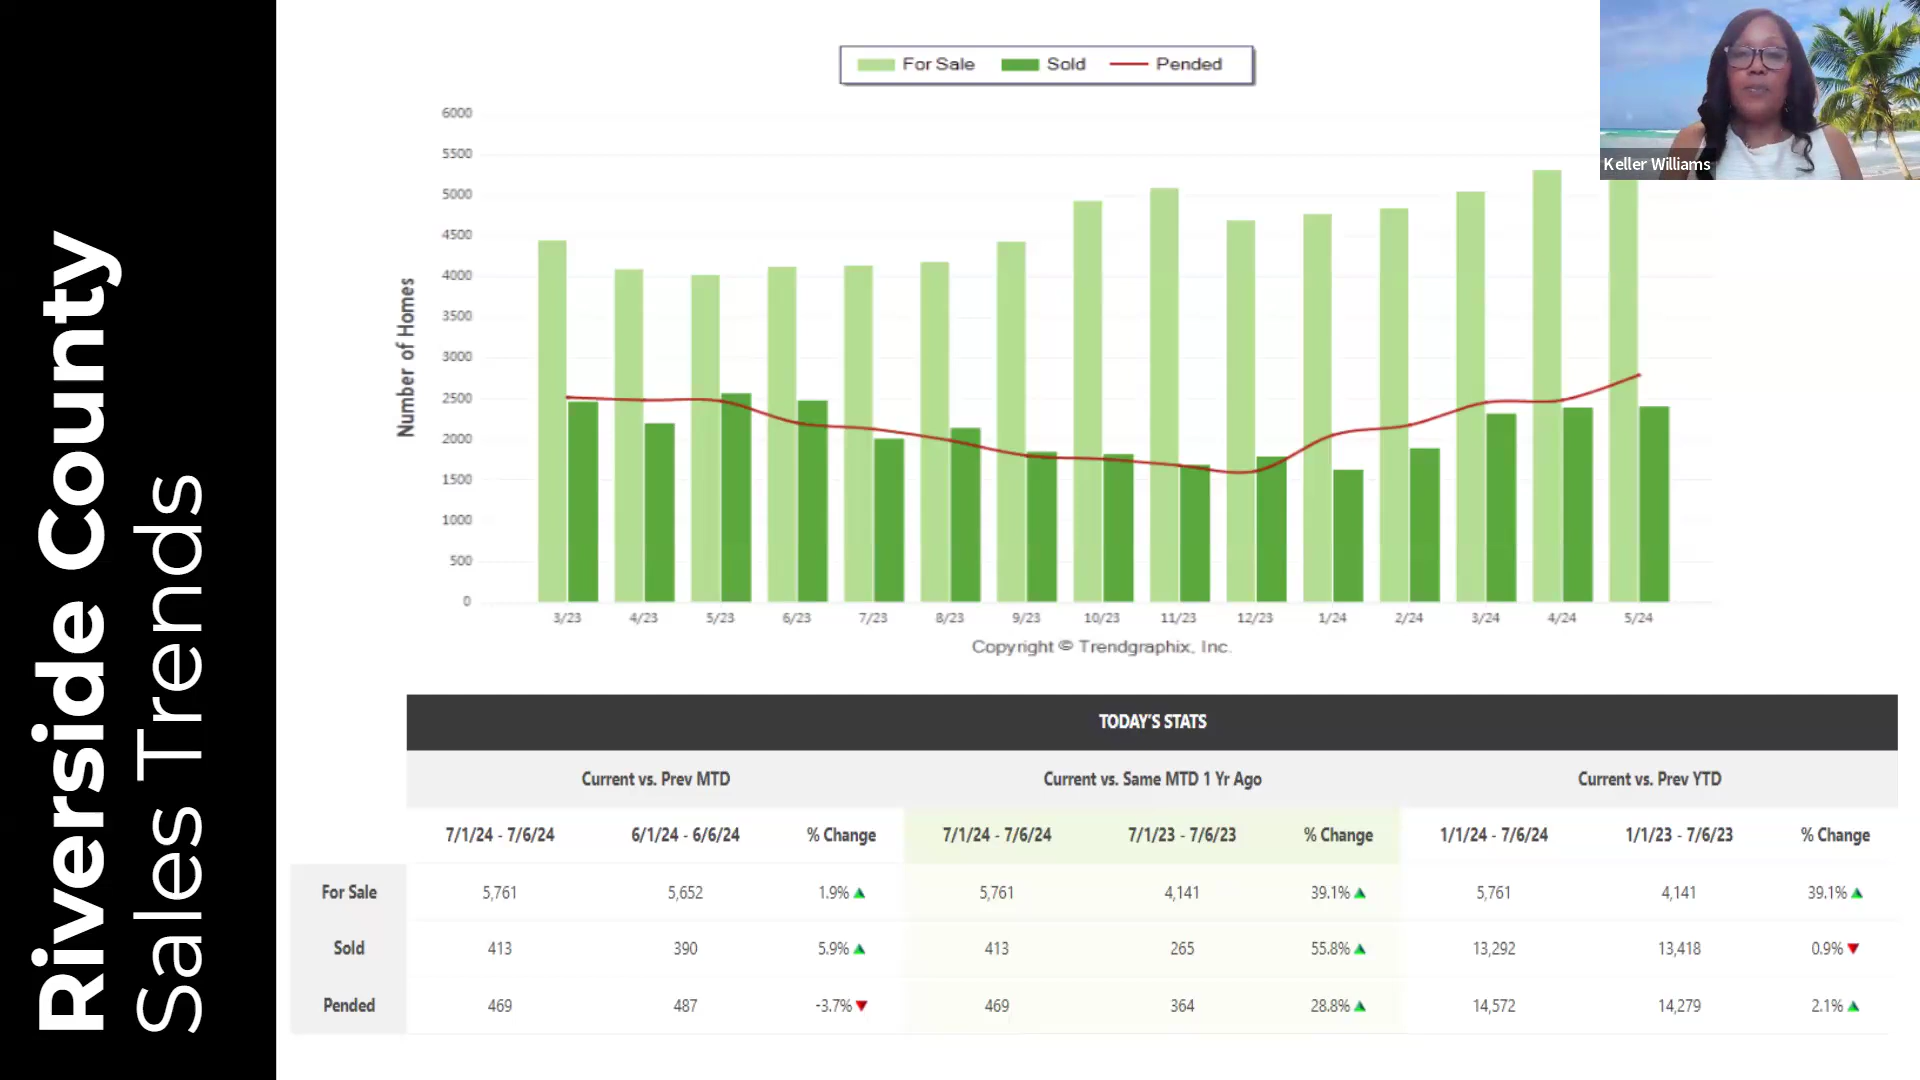 Riverside County
Sales Trends
For Sale Sold Pended
Keller Williams
Number of Homes
6000
5500
5000
4500
4000
3500
3000
2500
2000
1500
1000
500
0
3/23 4/23 5/23 6/23 7/23 8/23 9/23 10/23 11/23 12/23 1/24 2/24 3/24 4/24 5/24
Copyright © Trendgraphix, Inc.
TODAY'S STATS
Current vs. Prev MTD Current vs. Same MTD 1 Yr Ago Current vs. Prev YTD
7/1/24 - 7/6/24 6/1/24 - 6/6/24 % Change 7/1/24 - 7/6/24 7/1/23 - 7/6/23 % Change 1/1/24 - 7/6/24 1/1/23 - 7/6/23 % Change
For Sale 5,761 5,652 1.9% 5,761 4,141 39.1% 5,761 4,141 39.1%
Sold 413 390 5.9% 413 265 55.8% 13,292 13,418 0.9%
Pended 469 487 -3.7% 469 364 28.8% 14,572 14,279 2.1%